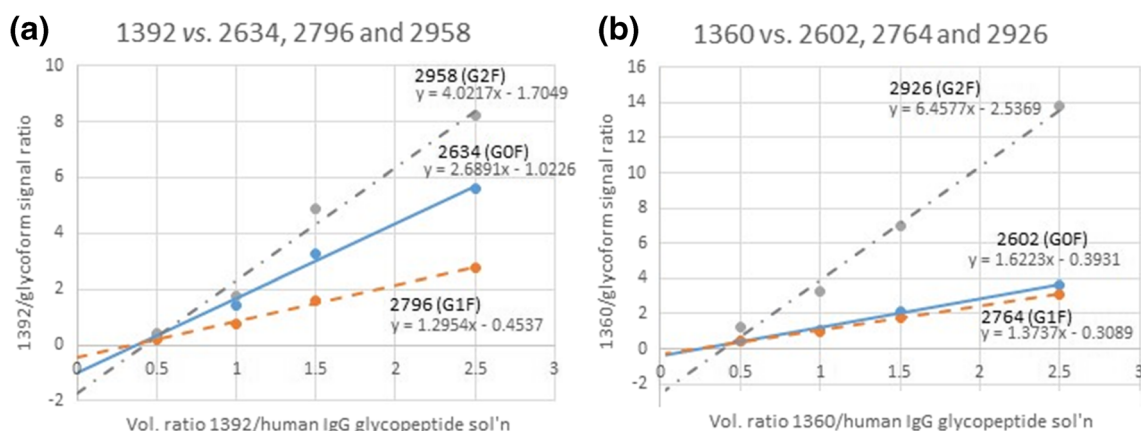 (a)
1392 vs. 2634, 2796 and 2958
10
8
6
4
2
0
-2
0
0.5
1
1.5
2
2.5
3
1392/glycoform signal ratio
Vol. ratio 1392/human IgG glycopeptide sol'n
2958 (G2F)
y = 4.0217x - 1.7049
2634 (G0F)
y = 2.6891x - 1.0226
2796 (G1F)
y = 1.2954x - 0.4537
(b)
1360 vs. 2602, 2764 and 2926
16
14
12
10
8
6
4
2
0
-2
0
0.5
1
1.5
2
2.5
3
1360/glycoform signal ratio
Vol. ratio 1360/human IgG glycopeptide sol'n
2926 (G2F)
y = 6.4577x - 2.5369
2602 (G0F)
y = 1.6223x - 0.3931
2764 (G1F)
y = 1.3737x - 0.3089